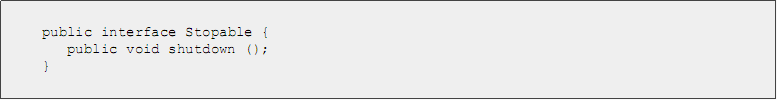 public interface Stopable {
   public void shutdown ();
}